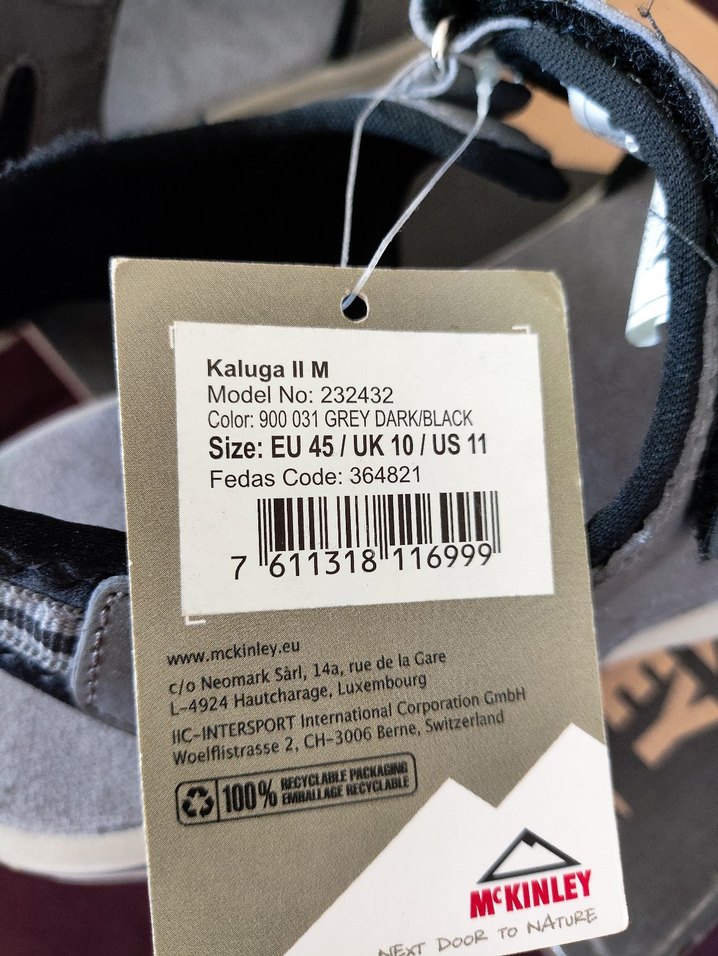 Kaluga II M
Model No: 232432
Color: 900 031 GREY DARK/BLACK
Size: EU 45 / UK 10 / US 11
Fedas Code: 364821
7 611318 116999
www.mckinley.eu
c/o Neomark Sàrl, 14a, rue de la Gare
L-4924 Hautcharage, Luxembourg
IIC-INTERSPORT International Corporation GmbH
Woelflistrasse 2, CH-3006 Berne, Switzerland
100% RECYCLABLE PACKAGING
EMBALLAGE RECYCLABLE
McKINLEY
NEXT DOOR TO NATURE